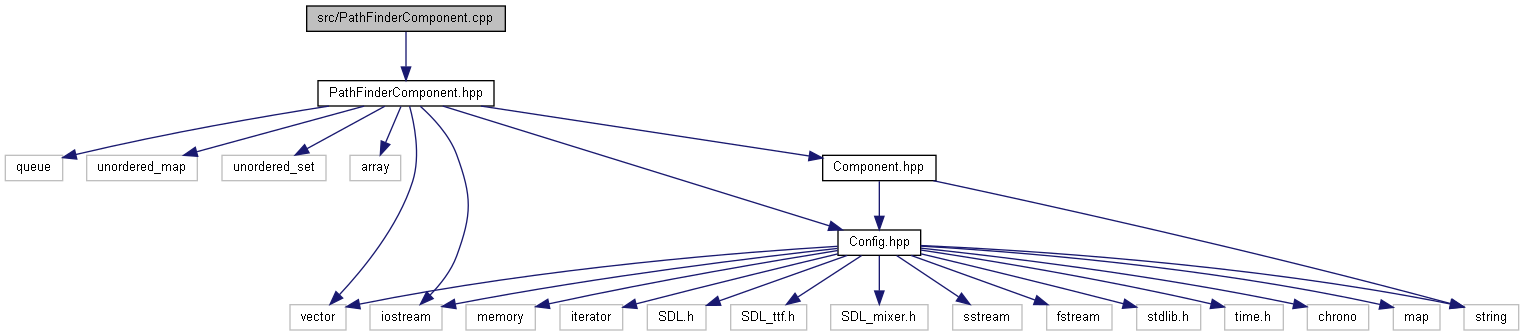 src/PathFinderComponent.cpp
PathFinderComponent.hpp
queue
unordered_map
unordered_set
array
Component.hpp
Config.hpp
vector
iostream
memory
iterator
SDL.h
SDL_ttf.h
SDL_mixer.h
sstream
fstream
stdlib.h
time.h
chrono
map
string